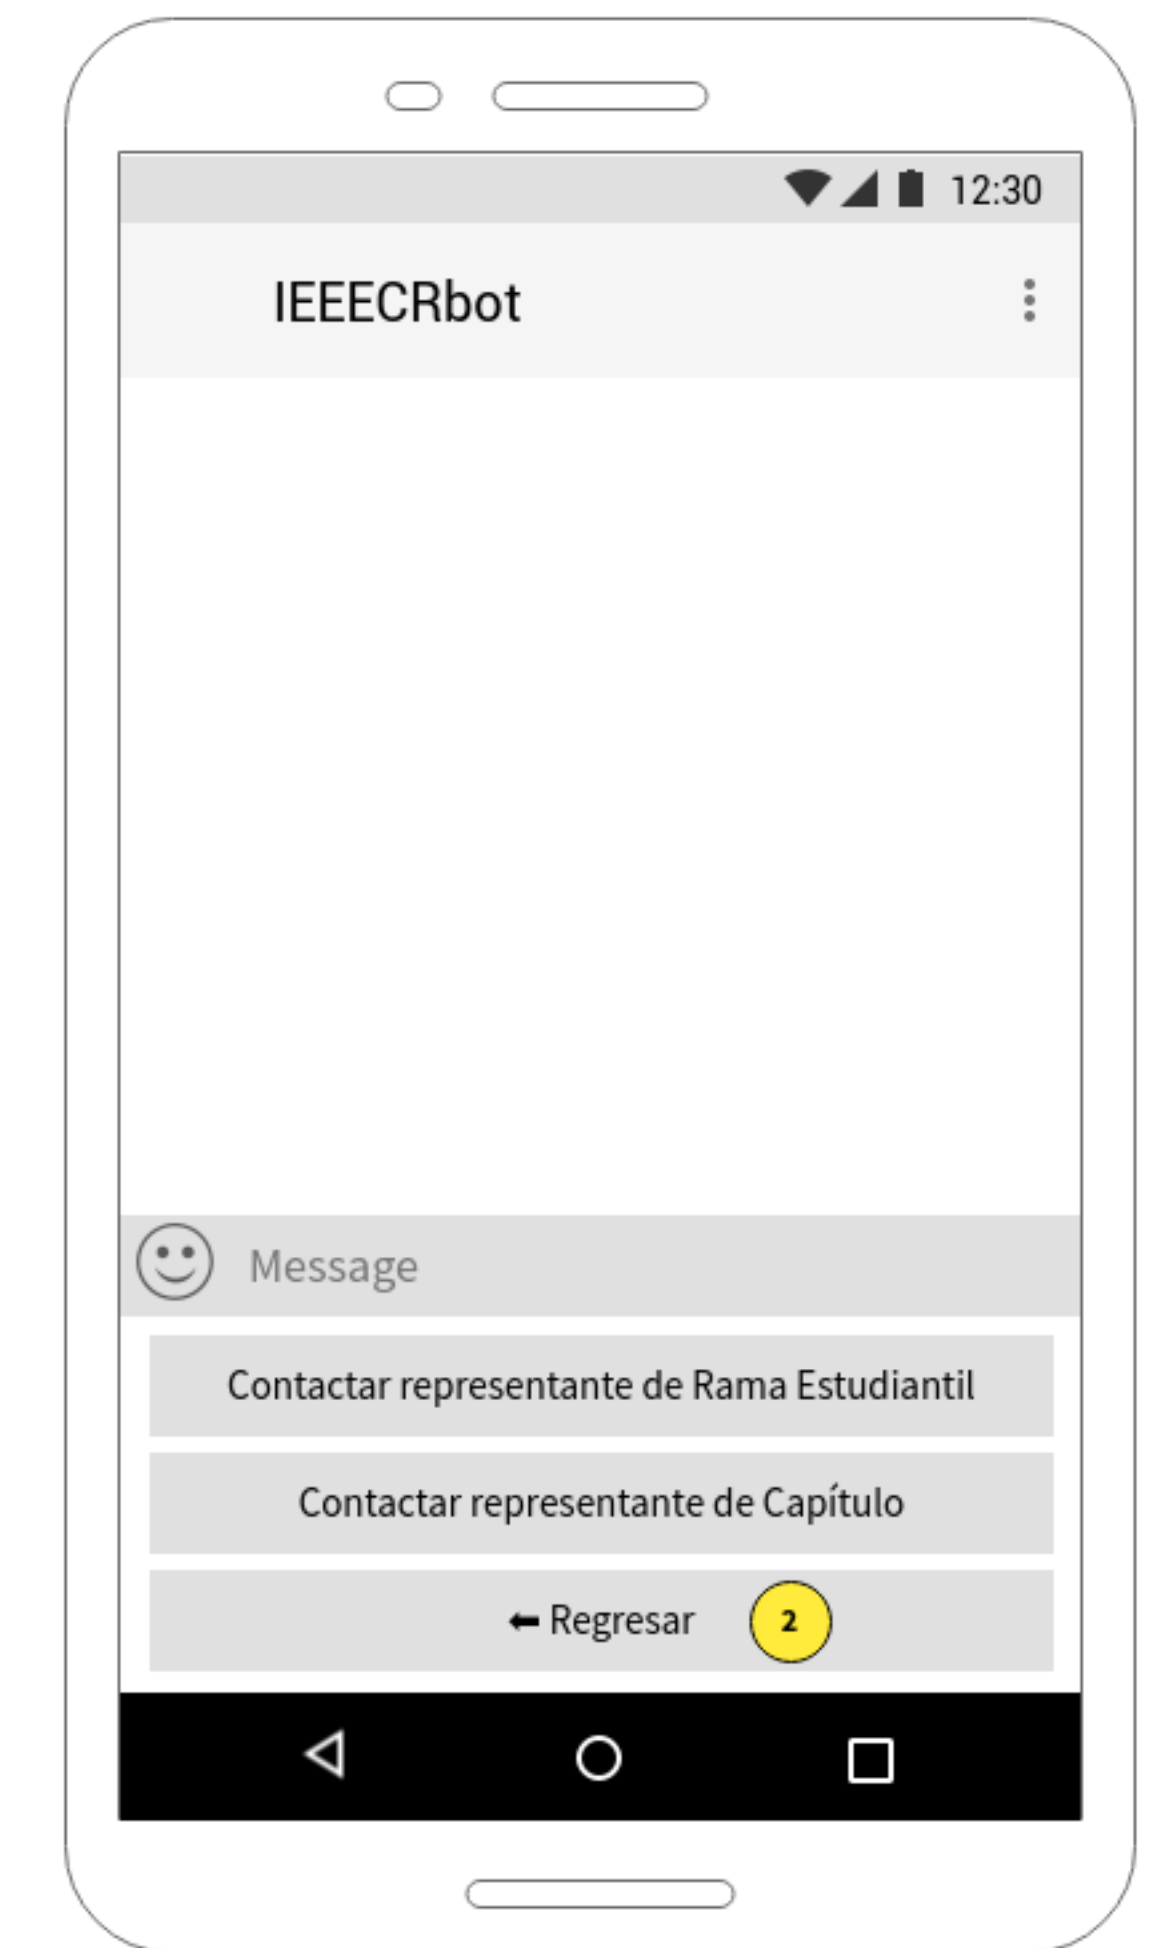 12:30
IEEECRbot
Message
Contactar representante de Rama Estudiantil
Contactar representante de Capítulo
⬅ Regresar 2